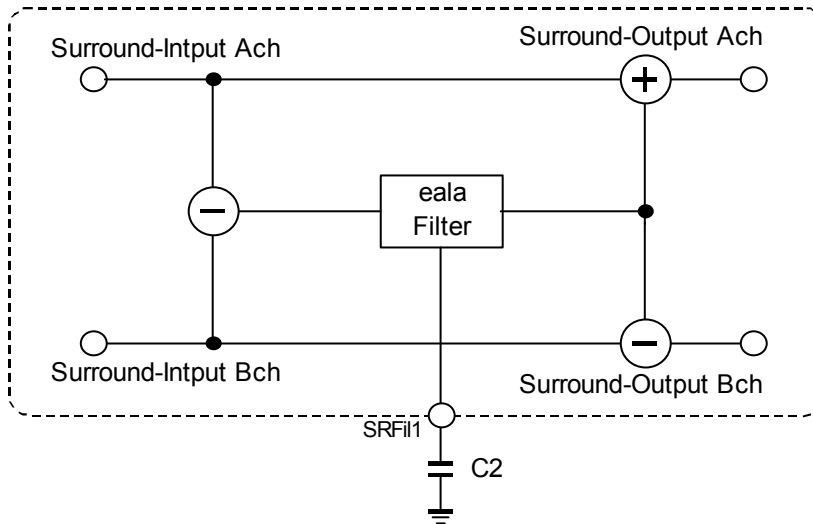 Surround-Intput Ach
Surround-Output Ach
+
−
eala
Filter
−
Surround-Intput Bch
Surround-Output Bch
SRFil1
C2